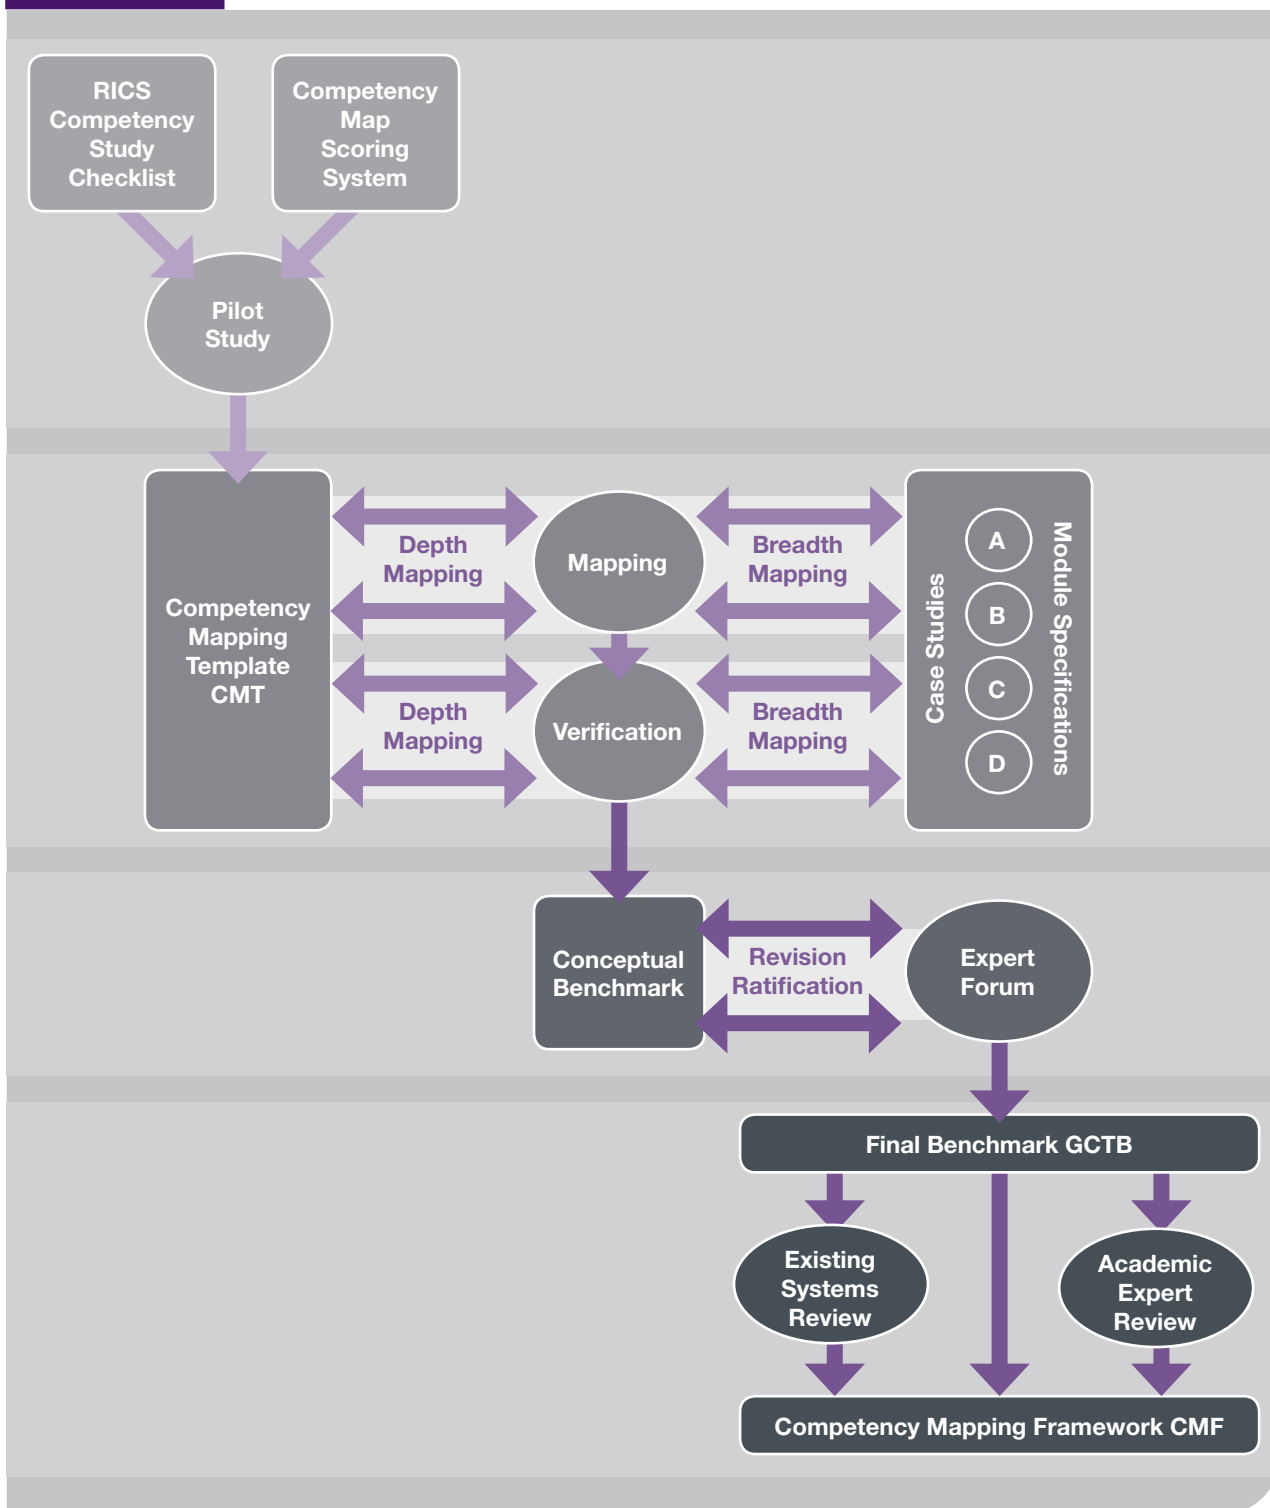 RICS
Competency
Study
Checklist
Competency
Map
Scoring
System
Pilot
Study
Competency
Mapping
Template
CMT
Depth
Mapping
Mapping
Breadth
Mapping
Depth
Mapping
Verification
Breadth
Mapping
Case Studies
A
B
C
D
Module Specifications
Conceptual
Benchmark
Revision
Ratification
Expert
Forum
Final Benchmark GCTB
Existing
Systems
Review
Academic
Expert
Review
Competency Mapping Framework CMF